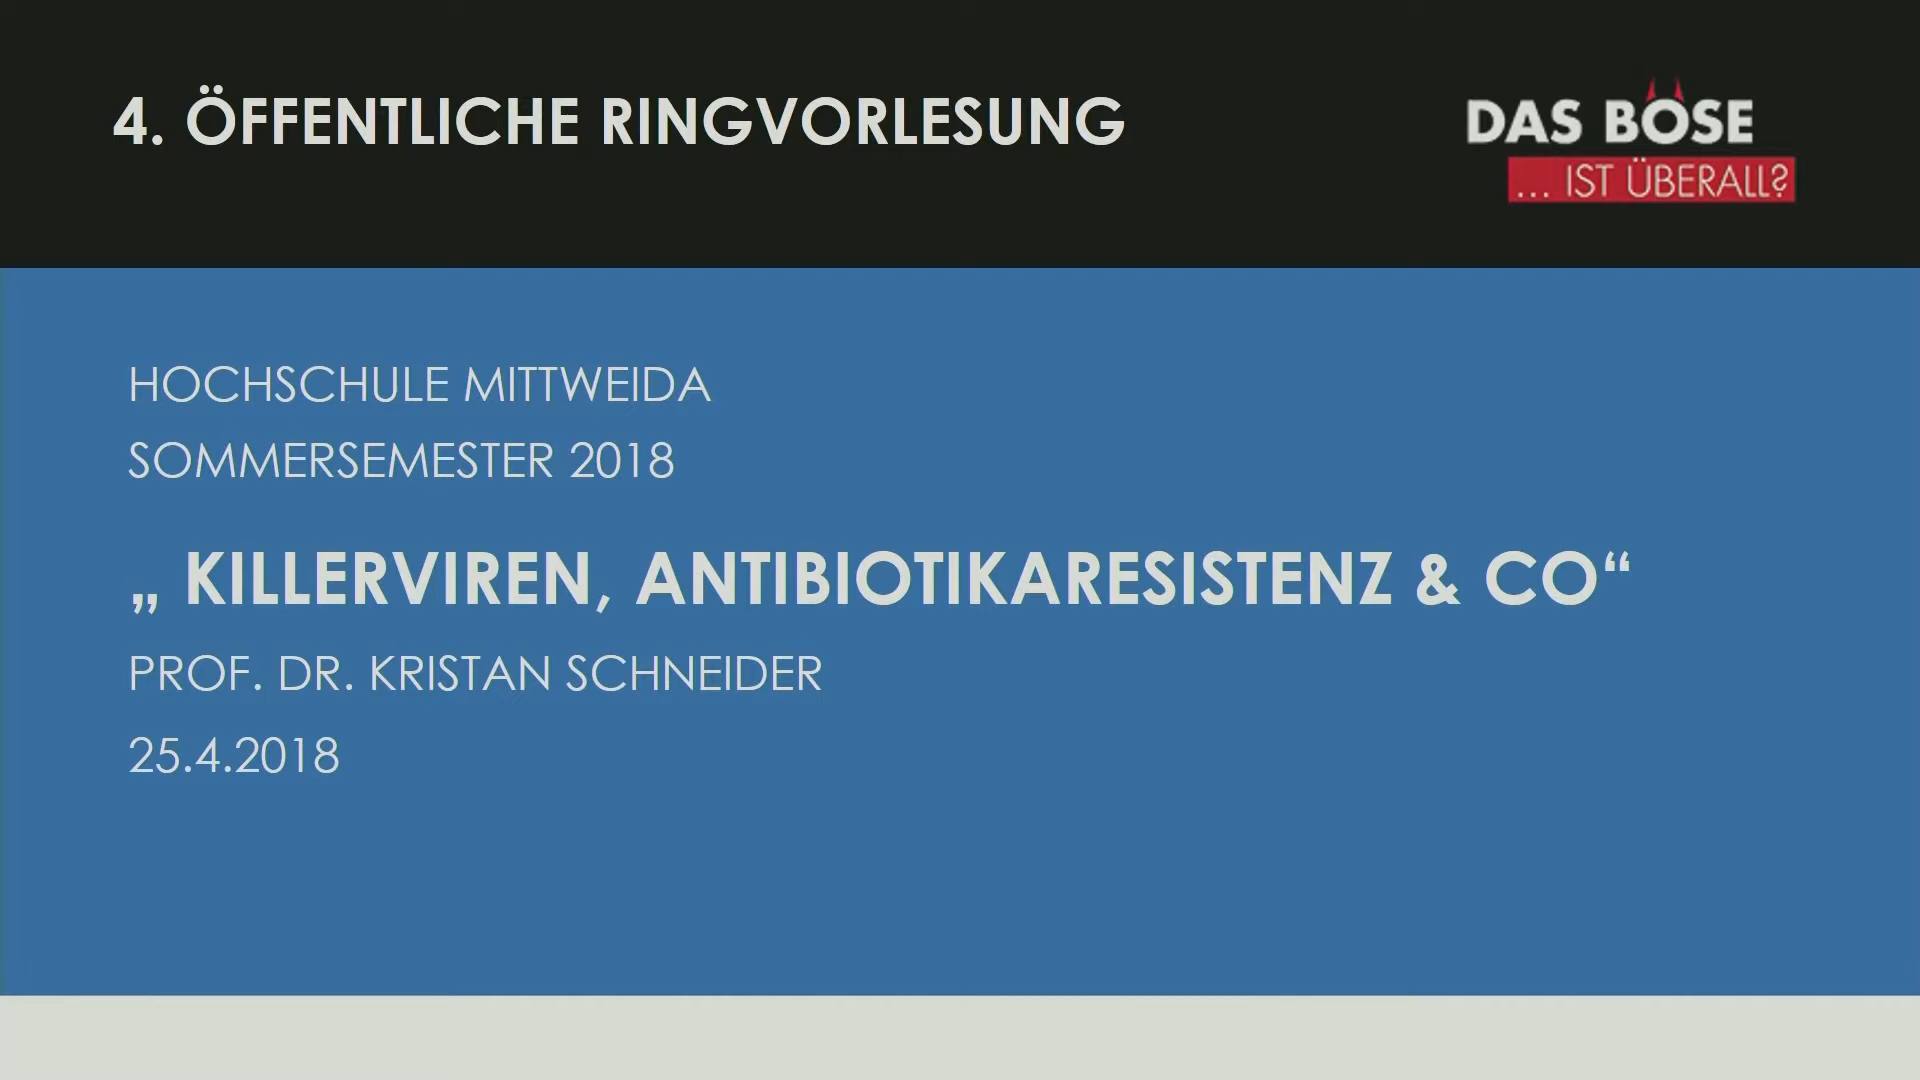 4. ÖFFENTLICHE RINGVORLESUNG
DAS BÖSE
... IST ÜBERALL?
HOCHSCHULE MITTWEIDA
SOMMERSEMESTER 2018
„ KILLERVIREN, ANTIBIOTIKARESISTENZ & CO“
PROF. DR. KRISTAN SCHNEIDER
25.4.2018